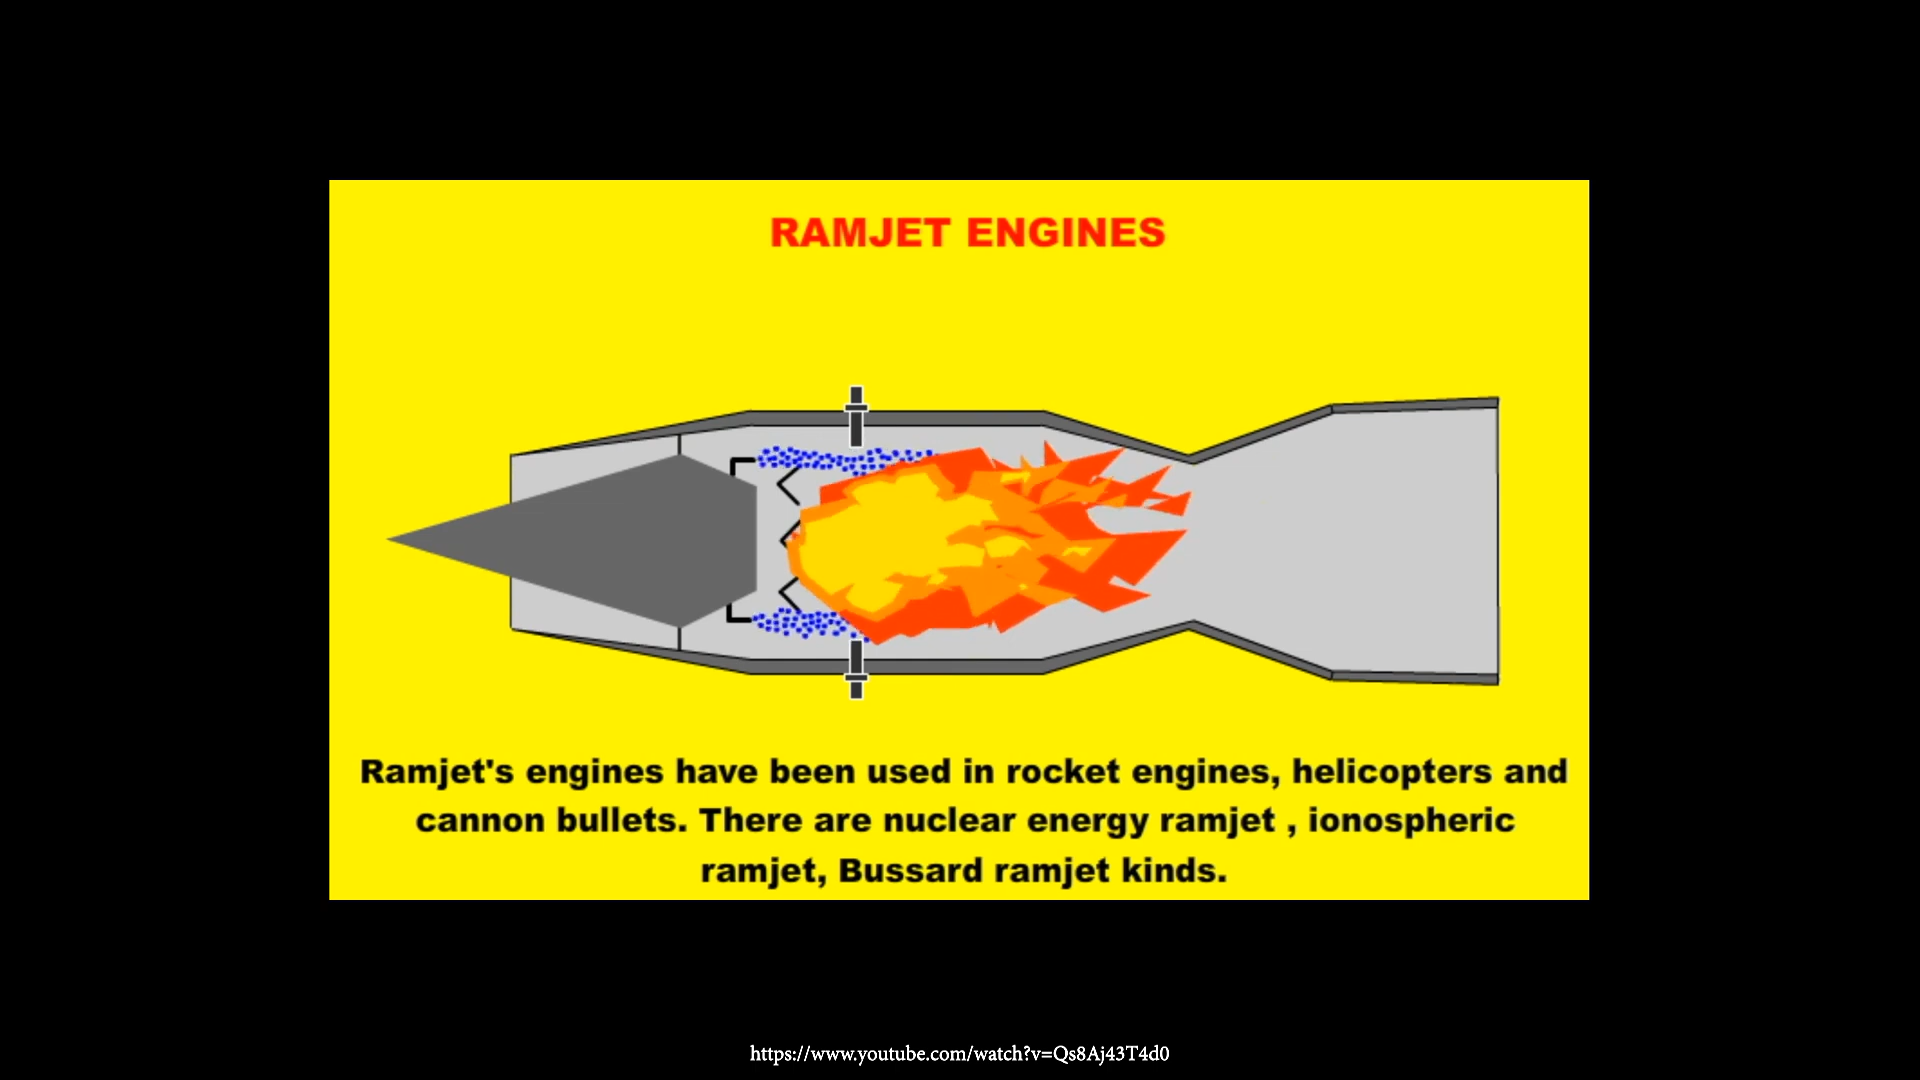 RAMJET ENGINES
Ramjet's engines have been used in rocket engines, helicopters and
cannon bullets. There are nuclear energy ramjet , ionospheric
ramjet, Bussard ramjet kinds.
https://www.youtube.com/watch?v=Qs8Aj43T4d0